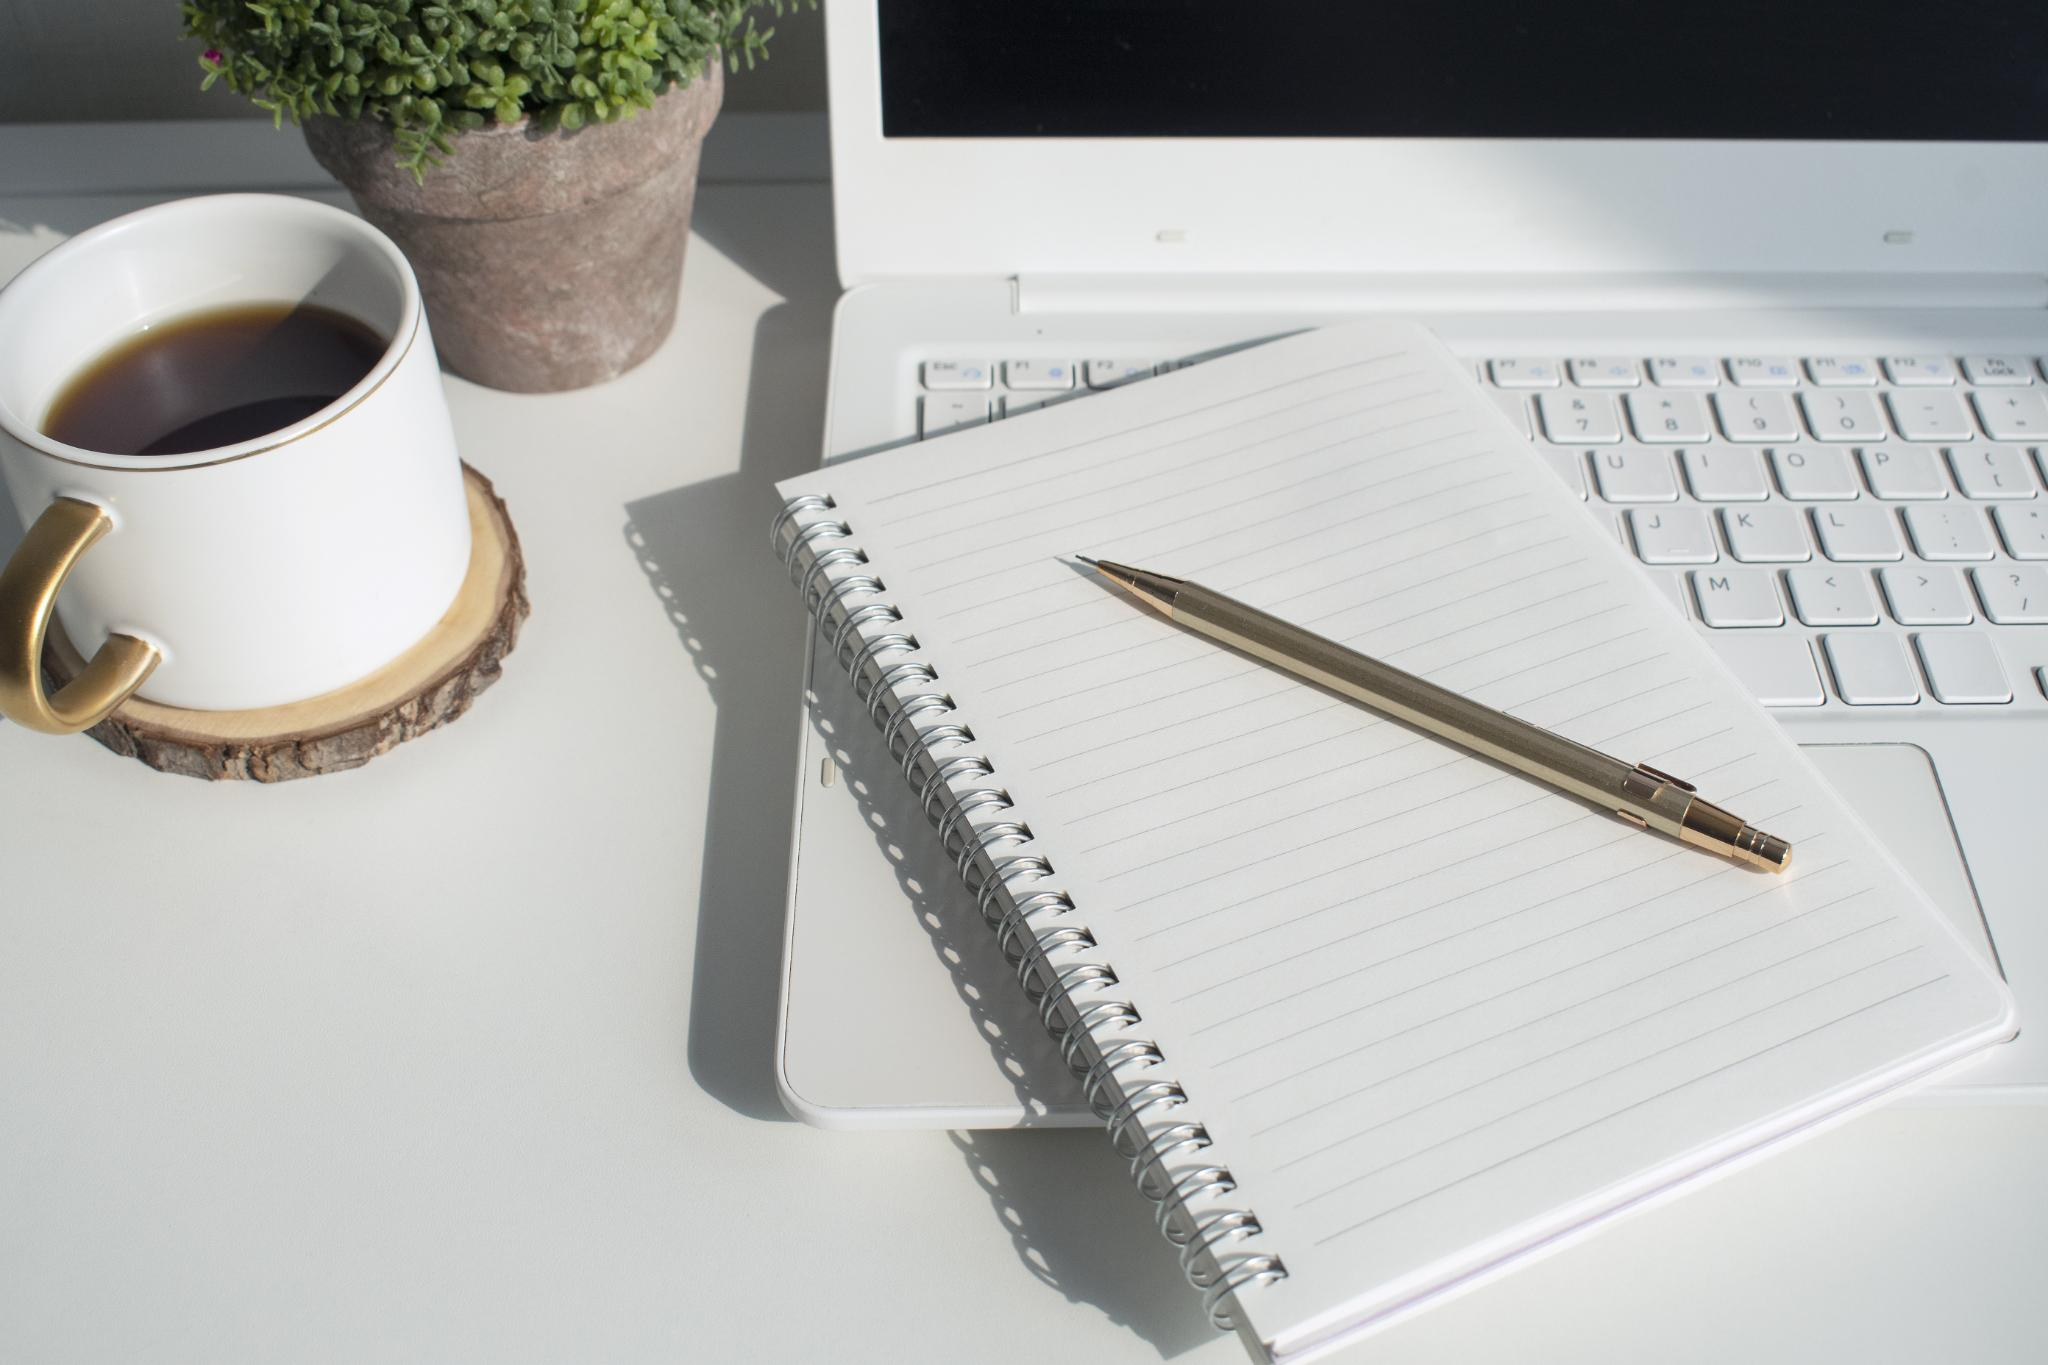 Esc F1 F2 F7 F8 F9 F10 F11 F12 Fn Lock
~ & 7 * 8 ( 9 ) 0 - + =
U I O P { [
J K L : ;
M < , > . ? /